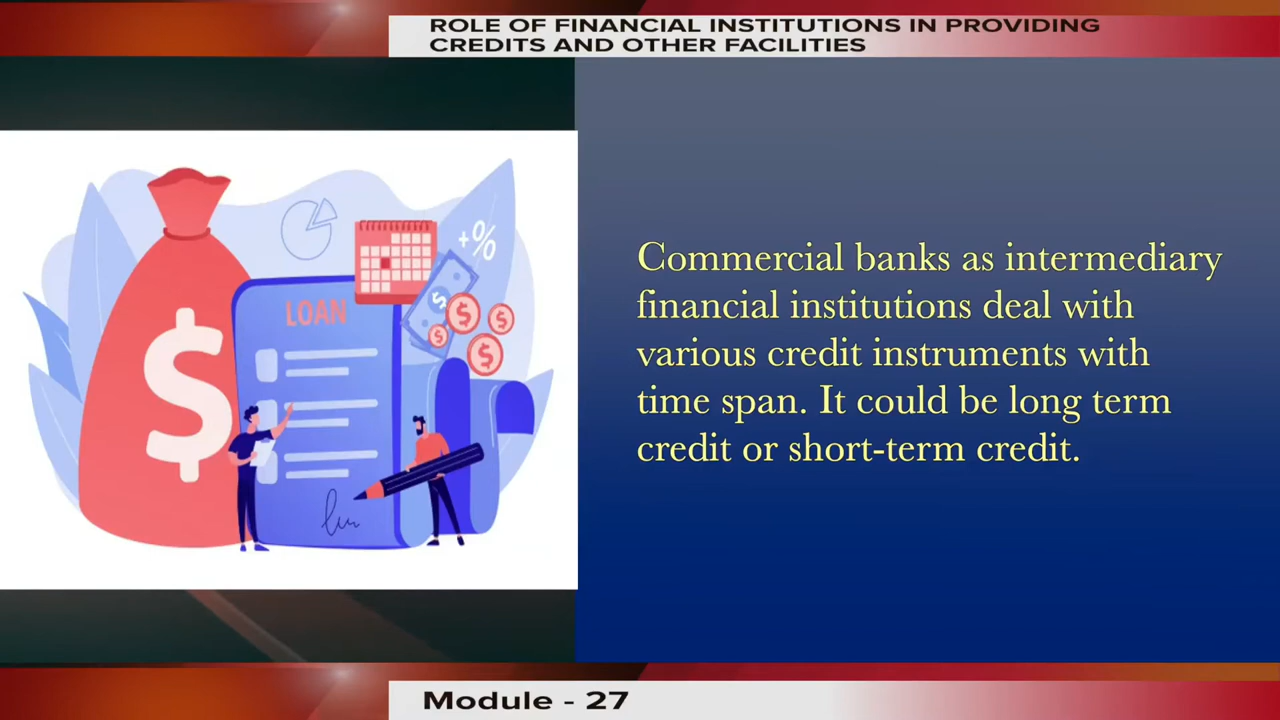 ROLE OF FINANCIAL INSTITUTIONS IN PROVIDING
CREDITS AND OTHER FACILITIES
+%
LOAN
$
$
$
$
$
$
Commercial banks as intermediary
financial institutions deal with
various credit instruments with
time span. It could be long term
credit or short-term credit.
Module - 27